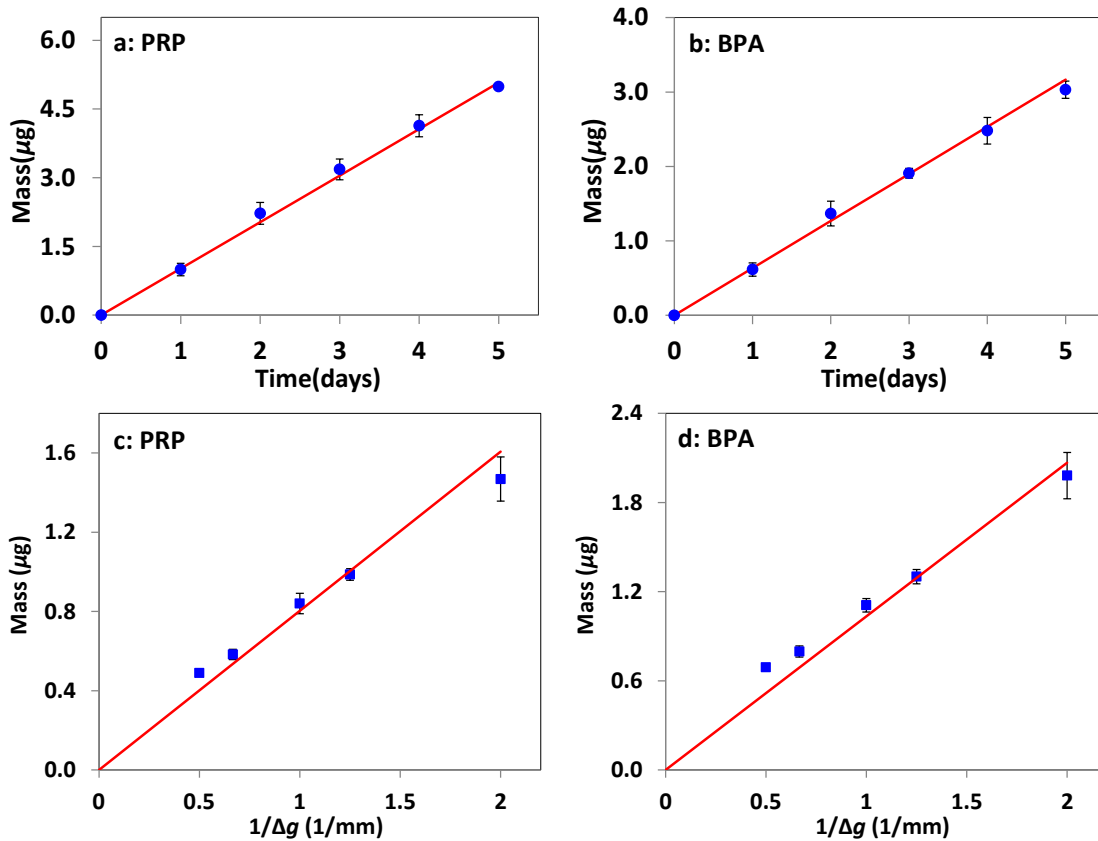 a: PRP
Mass(µg)
6.0
4.5
3.0
1.5
0.0
0 1 2 3 4 5
Time(days)
b: BPA
Mass(µg)
4.0
3.0
2.0
1.0
0.0
0 1 2 3 4 5
Time(days)
c: PRP
Mass (µg)
1.6
1.2
0.8
0.4
0.0
0 0.5 1 1.5 2
1/Δg (1/mm)
d: BPA
Mass (µg)
2.4
1.8
1.2
0.6
0.0
0 0.5 1 1.5 2
1/Δg (1/mm)